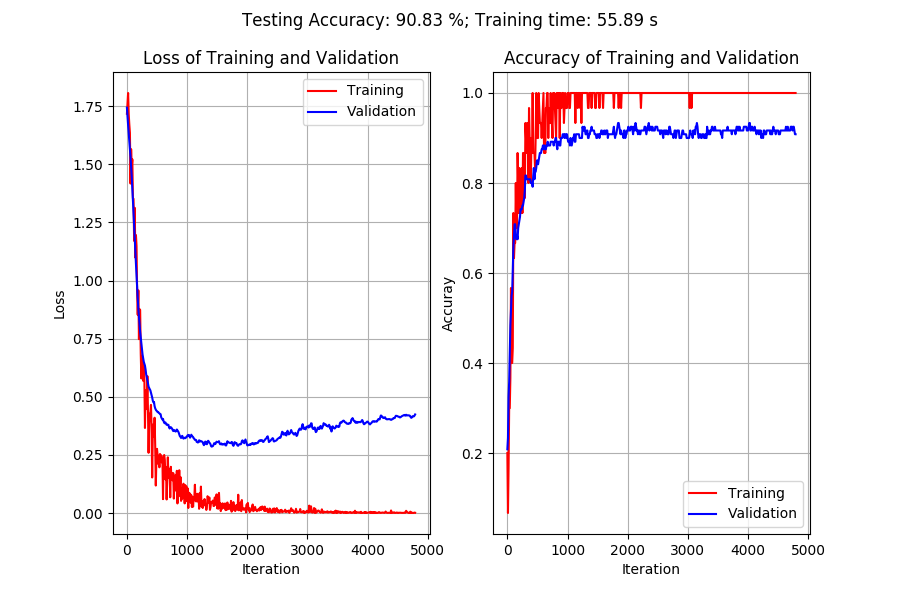 Testing Accuracy: 90.83 %; Training time: 55.89 s
Loss of Training and Validation
Training
Validation
1.75
1.50
1.25
1.00
0.75
0.50
0.25
0.00
Loss
0
1000
2000
3000
4000
5000
Iteration
Accuracy of Training and Validation
1.0
0.8
0.6
0.4
0.2
Accuray
Training
Validation
0
1000
2000
3000
4000
5000
Iteration